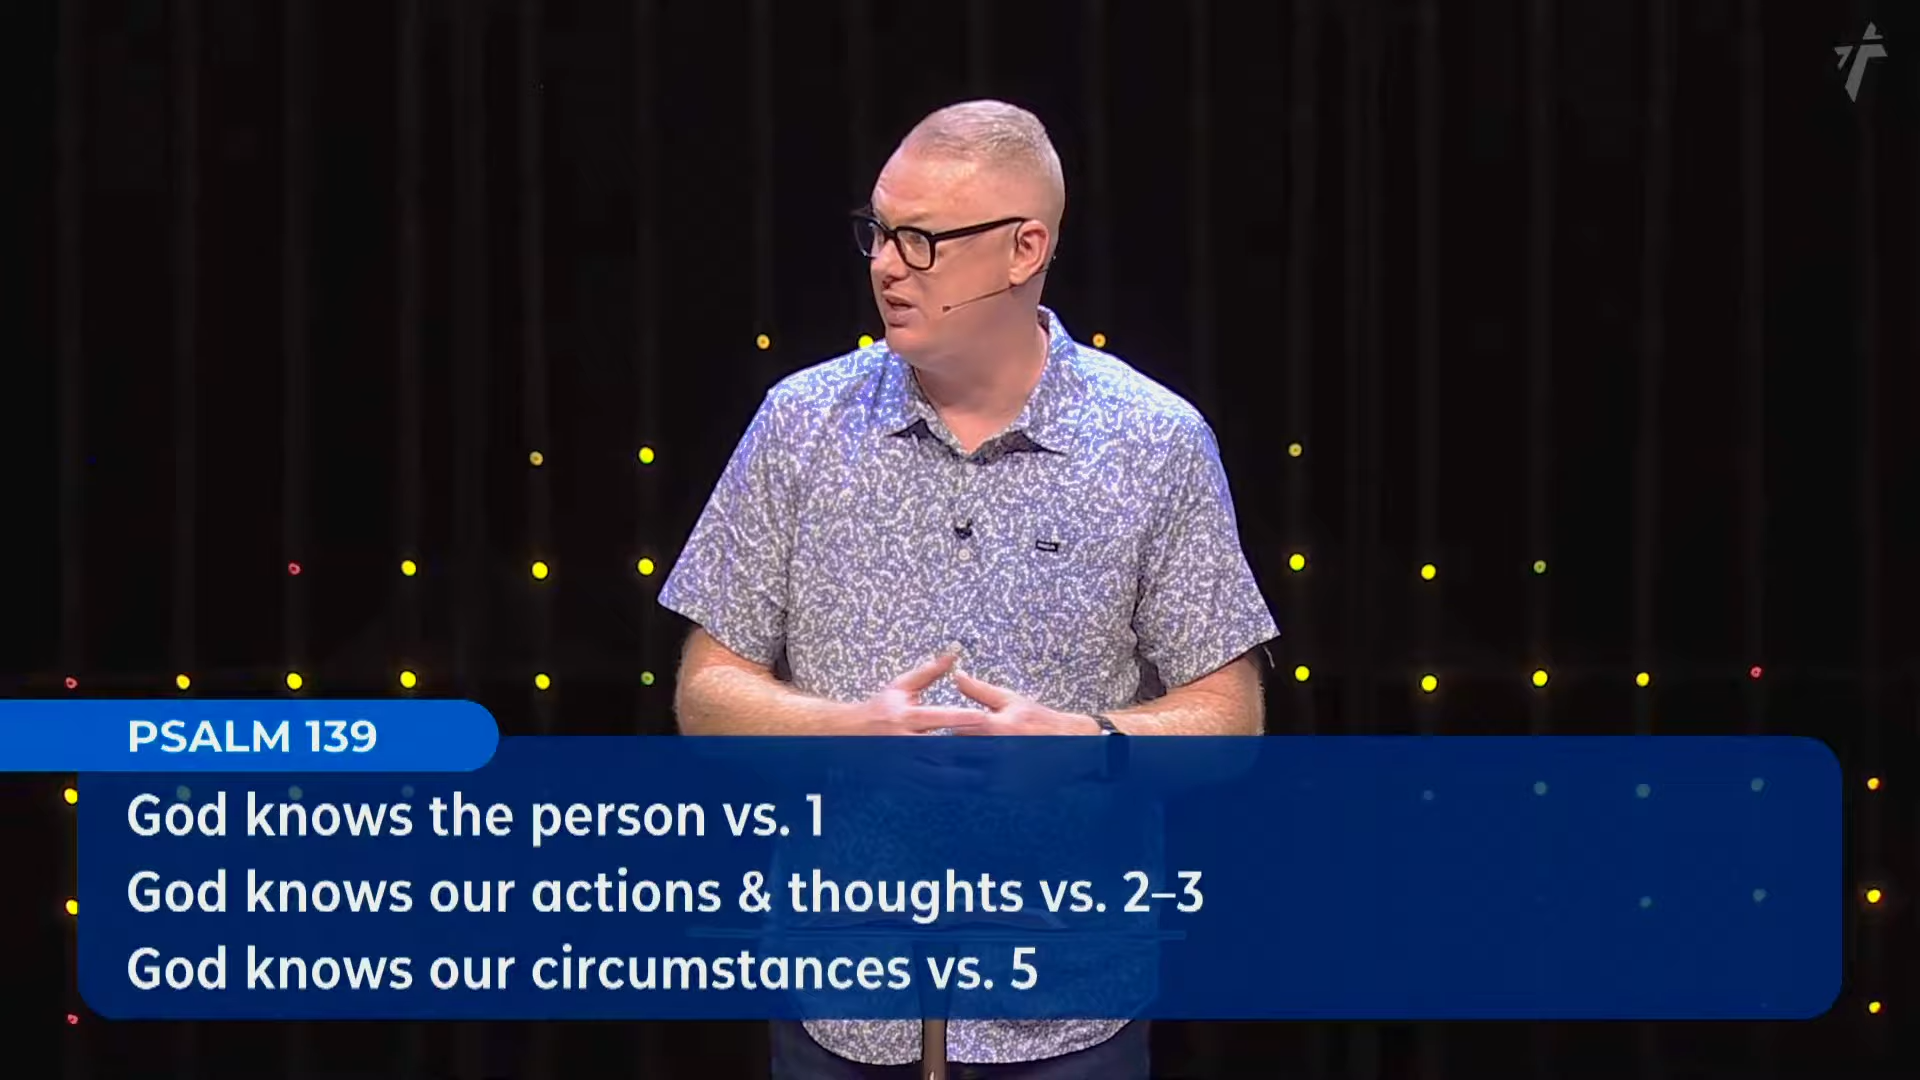 PSALM 139
God knows the person vs. 1
God knows our actions & thoughts vs. 2–3
God knows our circumstances vs. 5